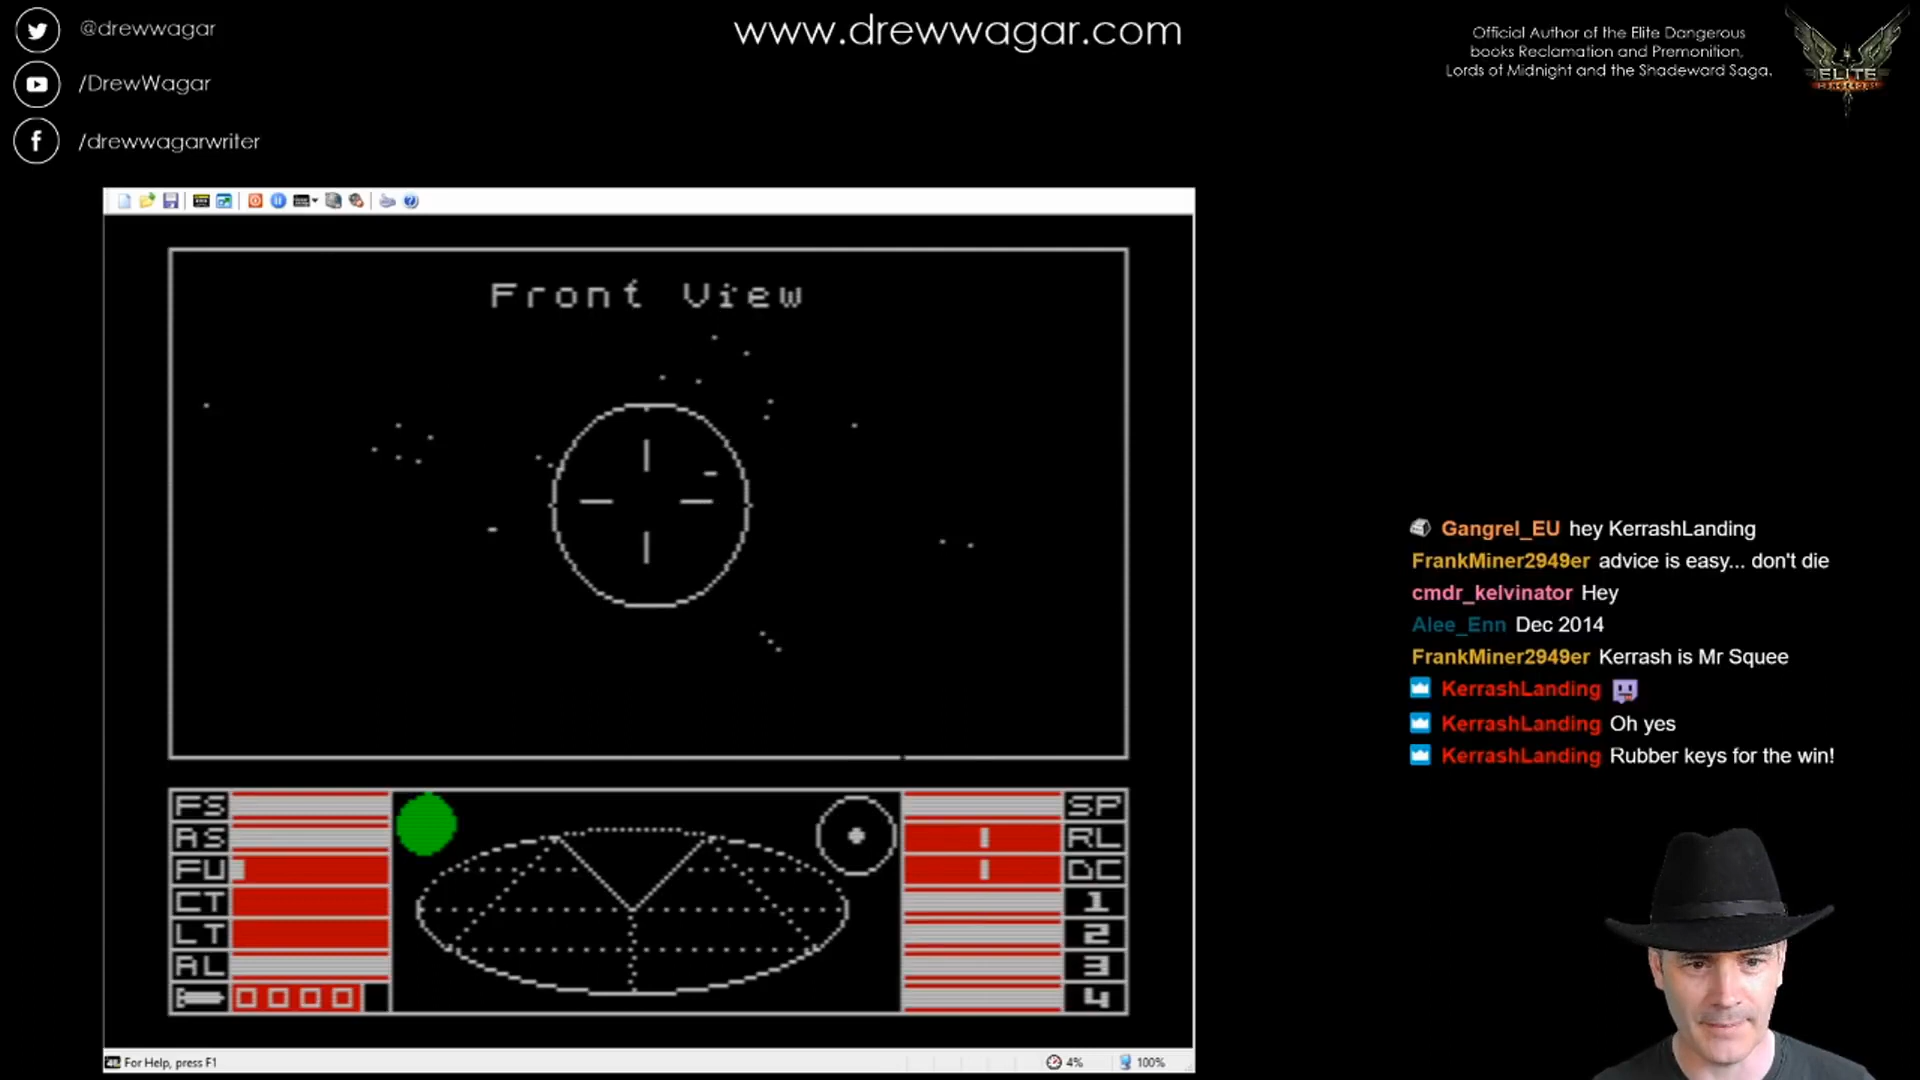 @drewwagar
/DrewWagar
/drewwagarwriter
www.drewwagar.com
Official Author of the Elite Dangerous
books Reclamation and Premonition,
Lords of Midnight and the Shadeward Saga.
ELITE
DANGEROUS
Front View
FS
AS
FU
CT
LT
AL
SP
RL
DC
1
2
3
4
For Help, press F1
4%
100%
Gangrel_EU hey KerrashLanding
FrankMiner2949er advice is easy... don't die
cmdr_kelvinator Hey
Alee_Enn Dec 2014
FrankMiner2949er Kerrash is Mr Squee
KerrashLanding
KerrashLanding Oh yes
KerrashLanding Rubber keys for the win!